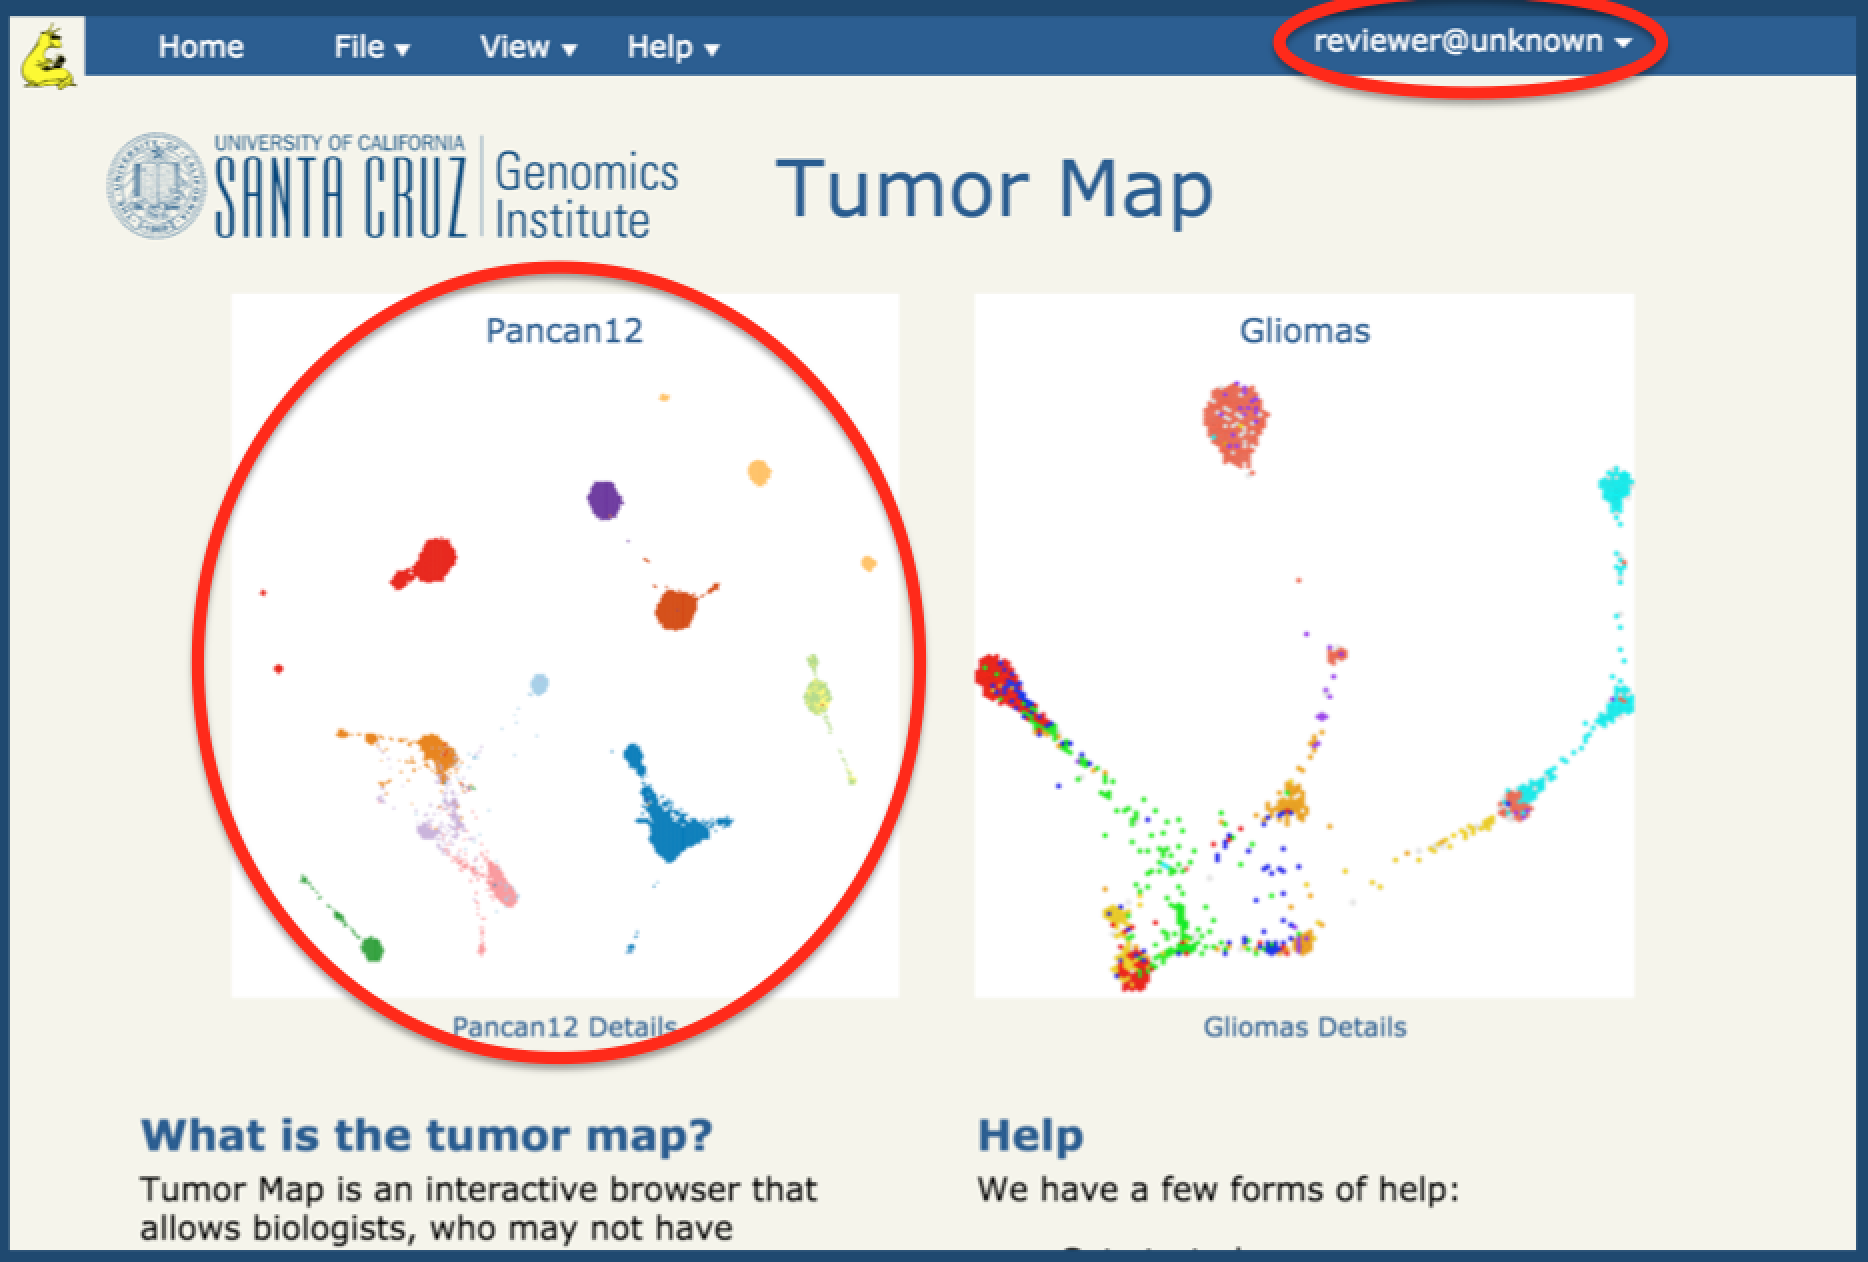 Home File View Help reviewer@unknown
UNIVERSITY OF CALIFORNIA
SANTA CRUZ
Genomics
Institute
Tumor Map
Pancan12
Gliomas
Pancan12 Details
Gliomas Details
What is the tumor map?
Tumor Map is an interactive browser that
allows biologists, who may not have
Help
We have a few forms of help: